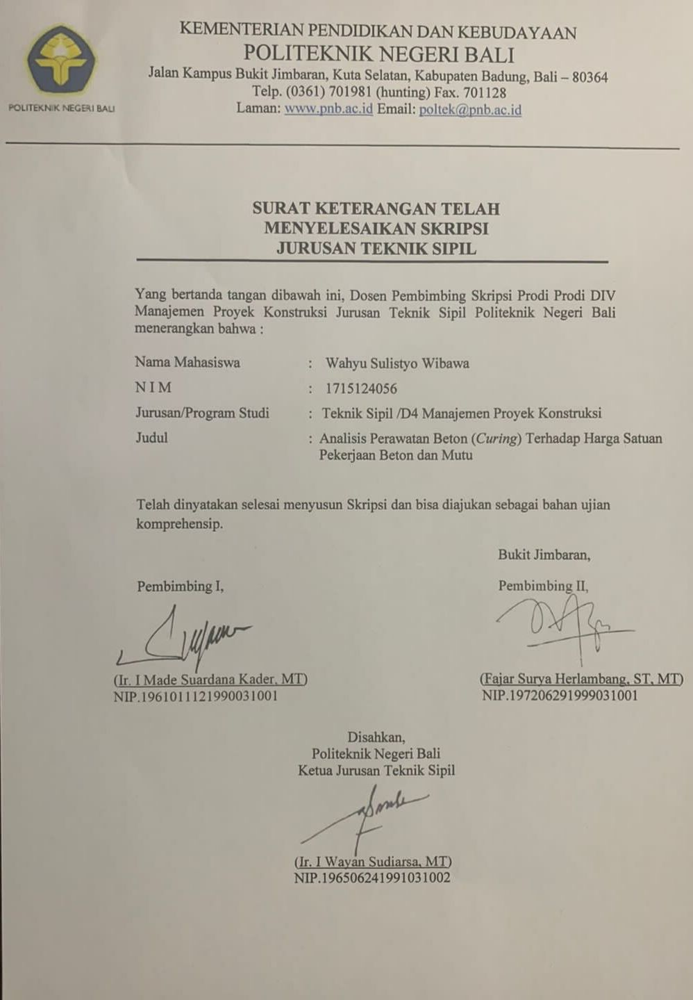 KEMENTERIAN PENDIDIKAN DAN KEBUDAYAAN
POLITEKNIK NEGERI BALI
Jalan Kampus Bukit Jimbaran, Kuta Selatan, Kabupaten Badung, Bali – 80364
Telp. (0361) 701981 (hunting) Fax. 701128
Laman: www.pnb.ac.id Email: poltek@pnb.ac.id
POLITEKNIK NEGERI BALI
SURAT KETERANGAN TELAH
MENYELESAIKAN SKRIPSI
JURUSAN TEKNIK SIPIL
Yang bertanda tangan dibawah ini, Dosen Pembimbing Skripsi Prodi Prodi DIV
Manajemen Proyek Konstruksi Jurusan Teknik Sipil Politeknik Negeri Bali
menerangkan bahwa :
Nama Mahasiswa : Wahyu Sulistyo Wibawa
N I M : 1715124056
Jurusan/Program Studi : Teknik Sipil /D4 Manajemen Proyek Konstruksi
Judul : Analisis Perawatan Beton (Curing) Terhadap Harga Satuan
Pekerjaan Beton dan Mutu
Telah dinyatakan selesai menyusun Skripsi dan bisa diajukan sebagai bahan ujian
komprehensip.
Bukit Jimbaran,
Pembimbing I, Pembimbing II,
(Ir. I Made Suardana Kader, MT) (Fajar Surya Herlambang, ST, MT)
NIP.1961011121990031001 NIP.197206291999031001
Disahkan,
Politeknik Negeri Bali
Ketua Jurusan Teknik Sipil
(Ir. I Wayan Sudiarsa, MT)
NIP.196506241991031002